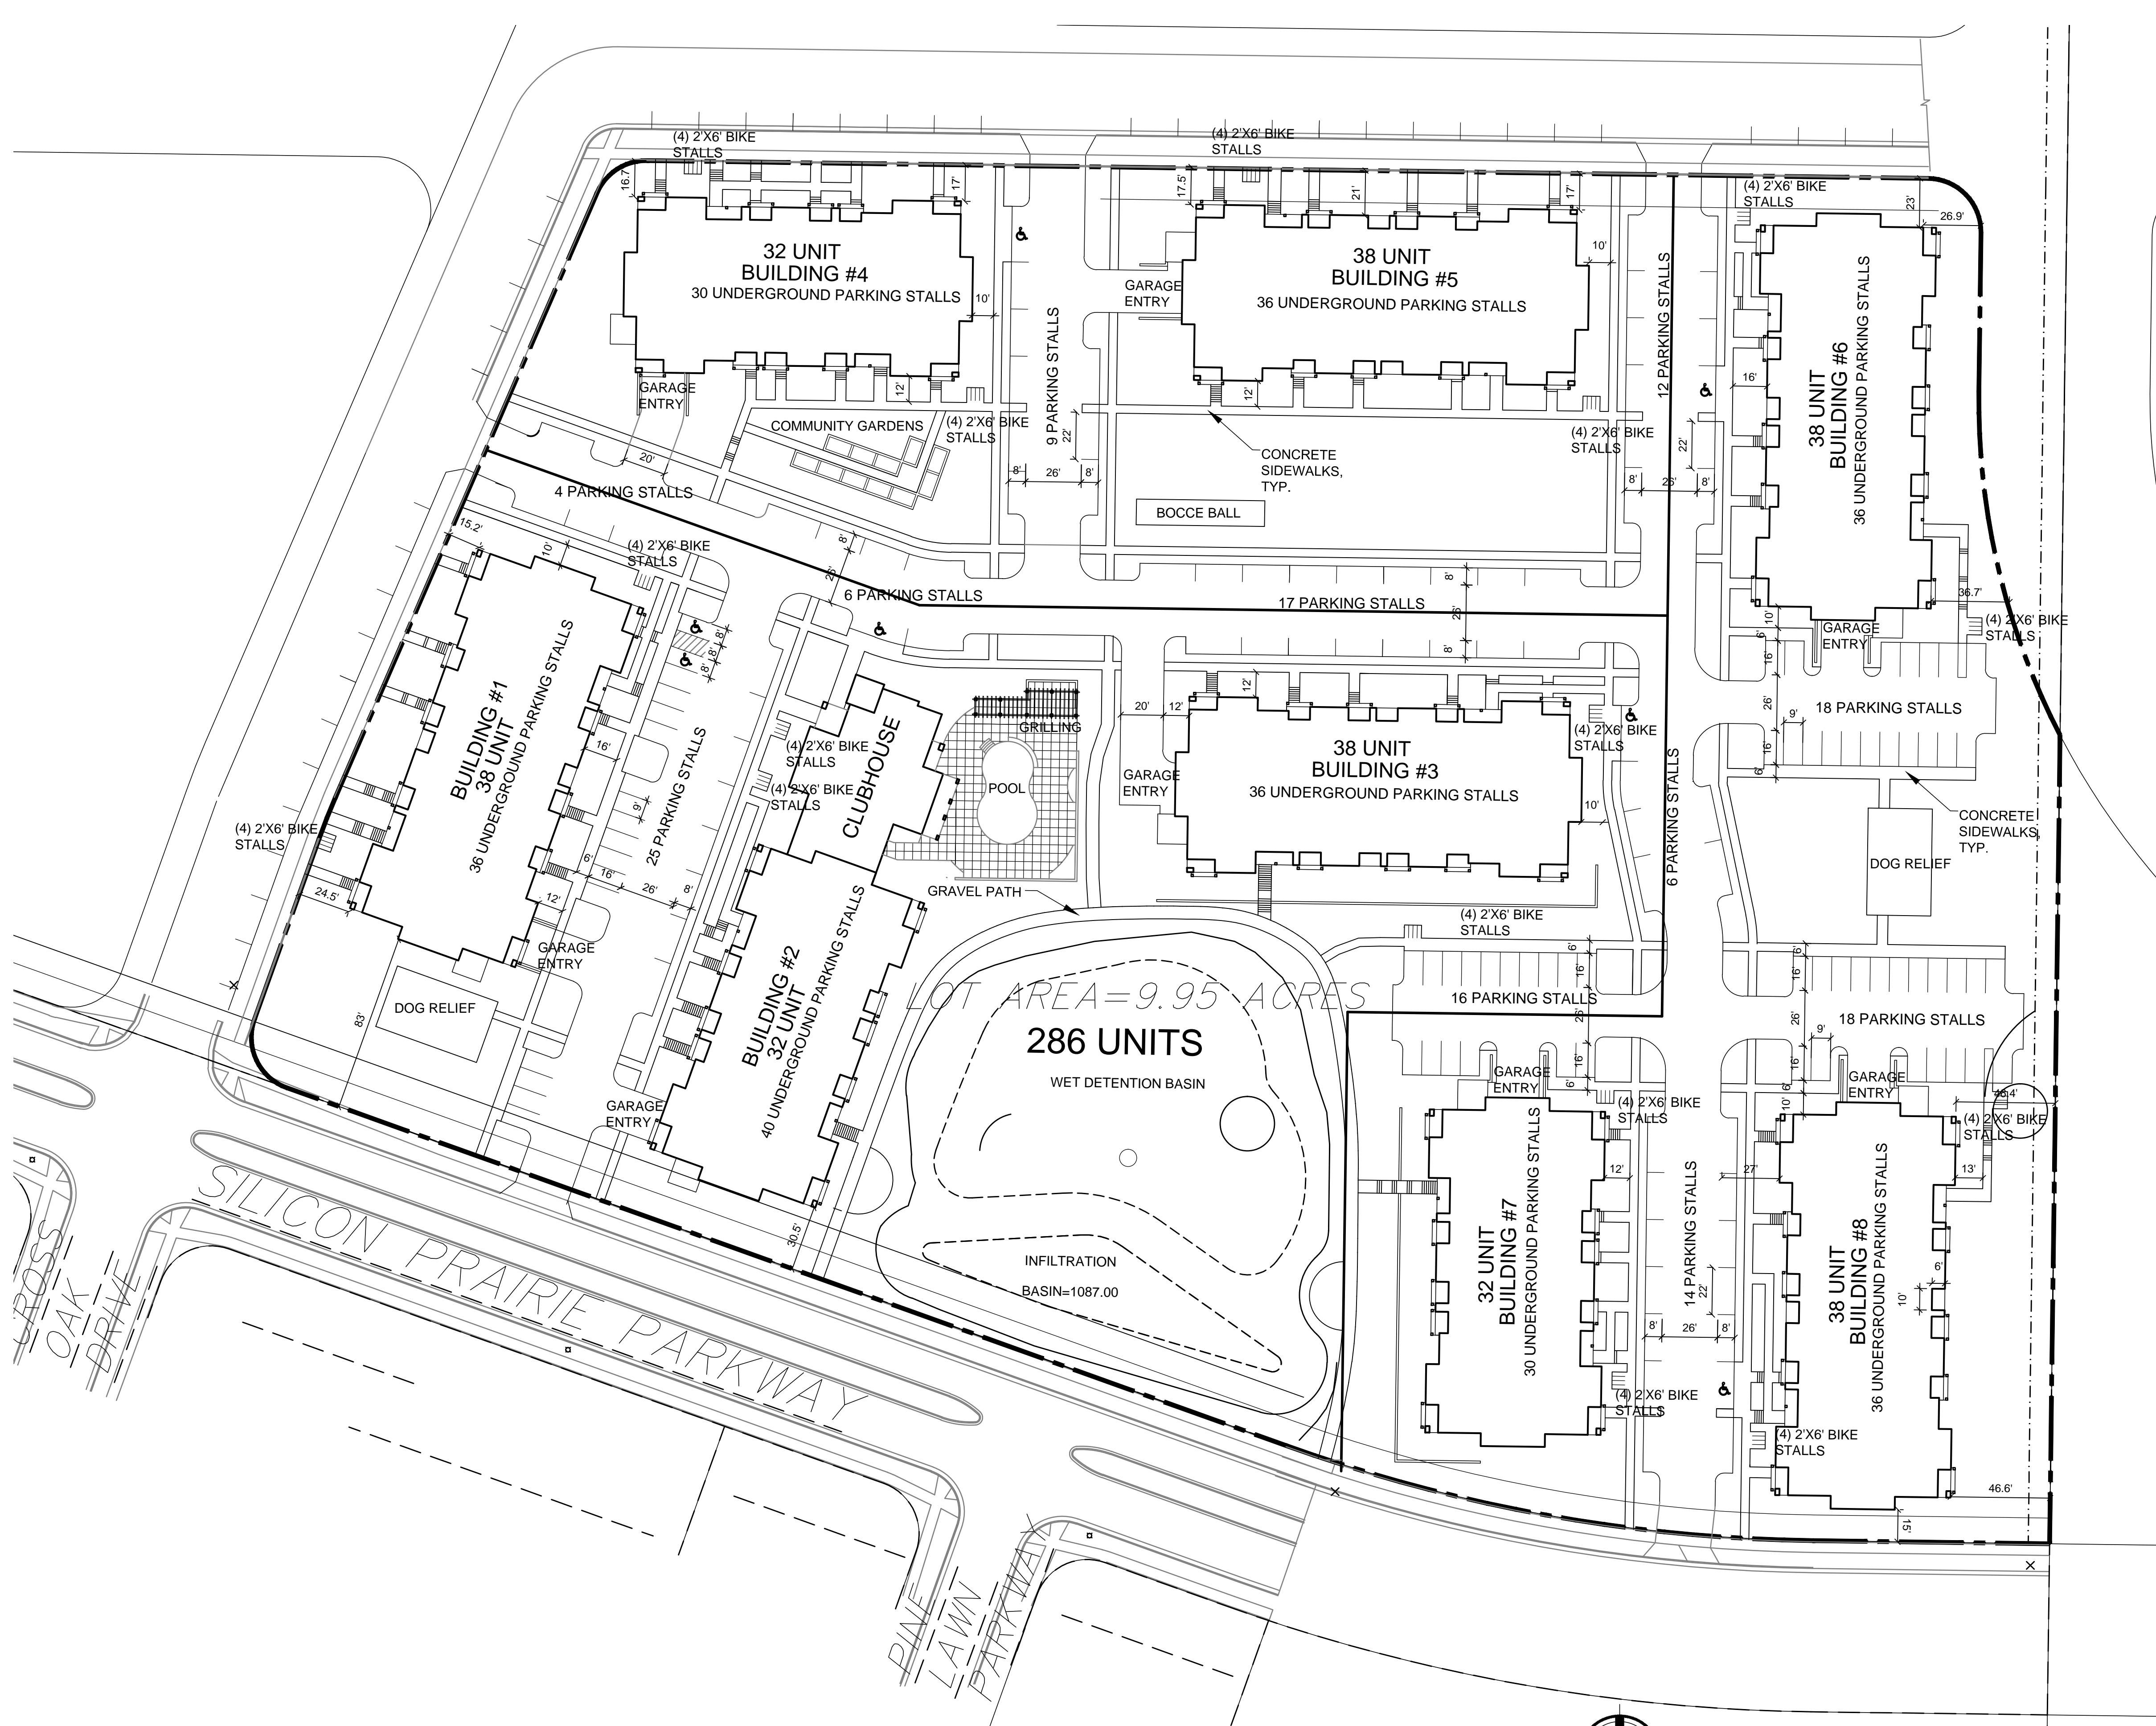 (4) 2'X6' BIKE
STALLS
(4) 2'X6' BIKE
STALLS
(4) 2'X6' BIKE
STALLS
16.7'
17'
17.5'
21'
17'
23'
26.9'
32 UNIT
BUILDING #4
30 UNDERGROUND PARKING STALLS
10'
GARAGE
ENTRY
38 UNIT
BUILDING #5
36 UNDERGROUND PARKING STALLS
10'
12 PARKING STALLS
38 UNIT
BUILDING #6
36 UNDERGROUND PARKING STALLS
16'
9 PARKING STALLS
22'
GARAGE
ENTRY
12'
12'
22'
COMMUNITY GARDENS
(4) 2'X6' BIKE
STALLS
(4) 2'X6' BIKE
STALLS
CONCRETE
SIDEWALKS,
TYP.
20'
8'
26'
8'
8'
26'
8'
4 PARKING STALLS
BOCCE BALL
15.2'
10'
(4) 2'X6' BIKE
STALLS
8'
26'
6 PARKING STALLS
17 PARKING STALLS
8'
26'
8'
36.7'
10'
6'
(4) 2'X6' BIKE
STALLS
GARAGE
ENTRY
16'
26'
16'
6'
9'
18 PARKING STALLS
8'
8'
8'
BUILDING #1
38 UNIT
36 UNDERGROUND PARKING STALLS
16'
9'
25 PARKING STALLS
(4) 2'X6' BIKE
STALLS
(4) 2'X6' BIKE
STALLS
CLUBHOUSE
GRILLING
POOL
20'
12'
12'
GARAGE
ENTRY
38 UNIT
BUILDING #3
36 UNDERGROUND PARKING STALLS
(4) 2'X6' BIKE
STALLS
10'
6 PARKING STALLS
CONCRETE
SIDEWALKS,
TYP.
DOG RELIEF
(4) 2'X6' BIKE
STALLS
24.5'
6'
16'
26'
8'
12'
GARAGE
ENTRY
GRAVEL PATH
(4) 2'X6' BIKE
STALLS
6'
16'
26'
16'
6'
16 PARKING STALLS
6'
16'
26'
16'
6'
10'
9'
18 PARKING STALLS
83'
DOG RELIEF
BUILDING #2
32 UNIT
40 UNDERGROUND PARKING STALLS
LOT AREA=9.95 ACRES
286 UNITS
WET DETENTION BASIN
GARAGE
ENTRY
GARAGE
ENTRY
GARAGE
ENTRY
(4) 2'X6' BIKE
STALLS
(4) 2'X6' BIKE
STALLS
12'
27'
13'
32 UNIT
BUILDING #7
30 UNDERGROUND PARKING STALLS
14 PARKING STALLS
22'
38 UNIT
BUILDING #8
36 UNDERGROUND PARKING STALLS
6'
10'
30.5'
INFILTRATION
BASIN=1087.00
8'
26'
8'
(4) 2'X6' BIKE
STALLS
(4) 2'X6' BIKE
STALLS
46.6'
15'
SILICON PRAIRIE PARKWAY
OAK
DRIVE
PINE
LAWN
PARKWAY